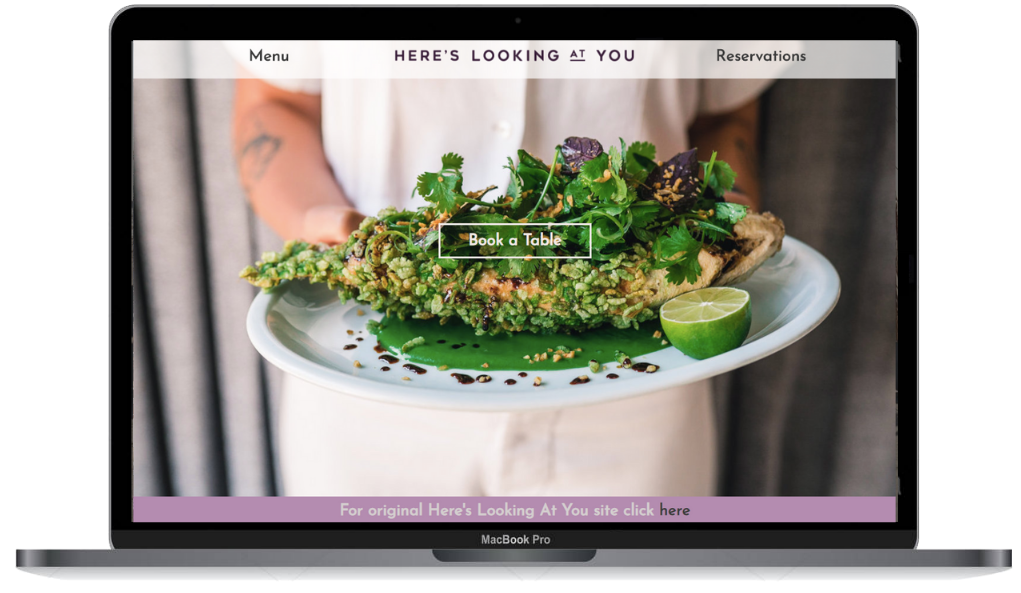 Menu
HERE'S LOOKING AT YOU
Reservations
Book a Table
For original Here's Looking At You site click here
MacBook Pro